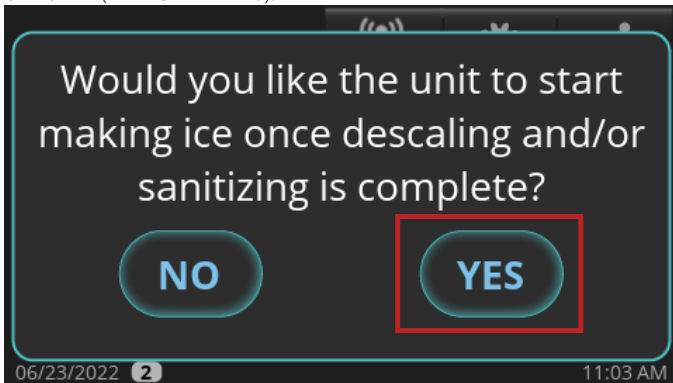 Would you like the unit to start
making ice once descaling and/or
sanitizing is complete?
NO YES
06/23/2022 2 11:03 AM